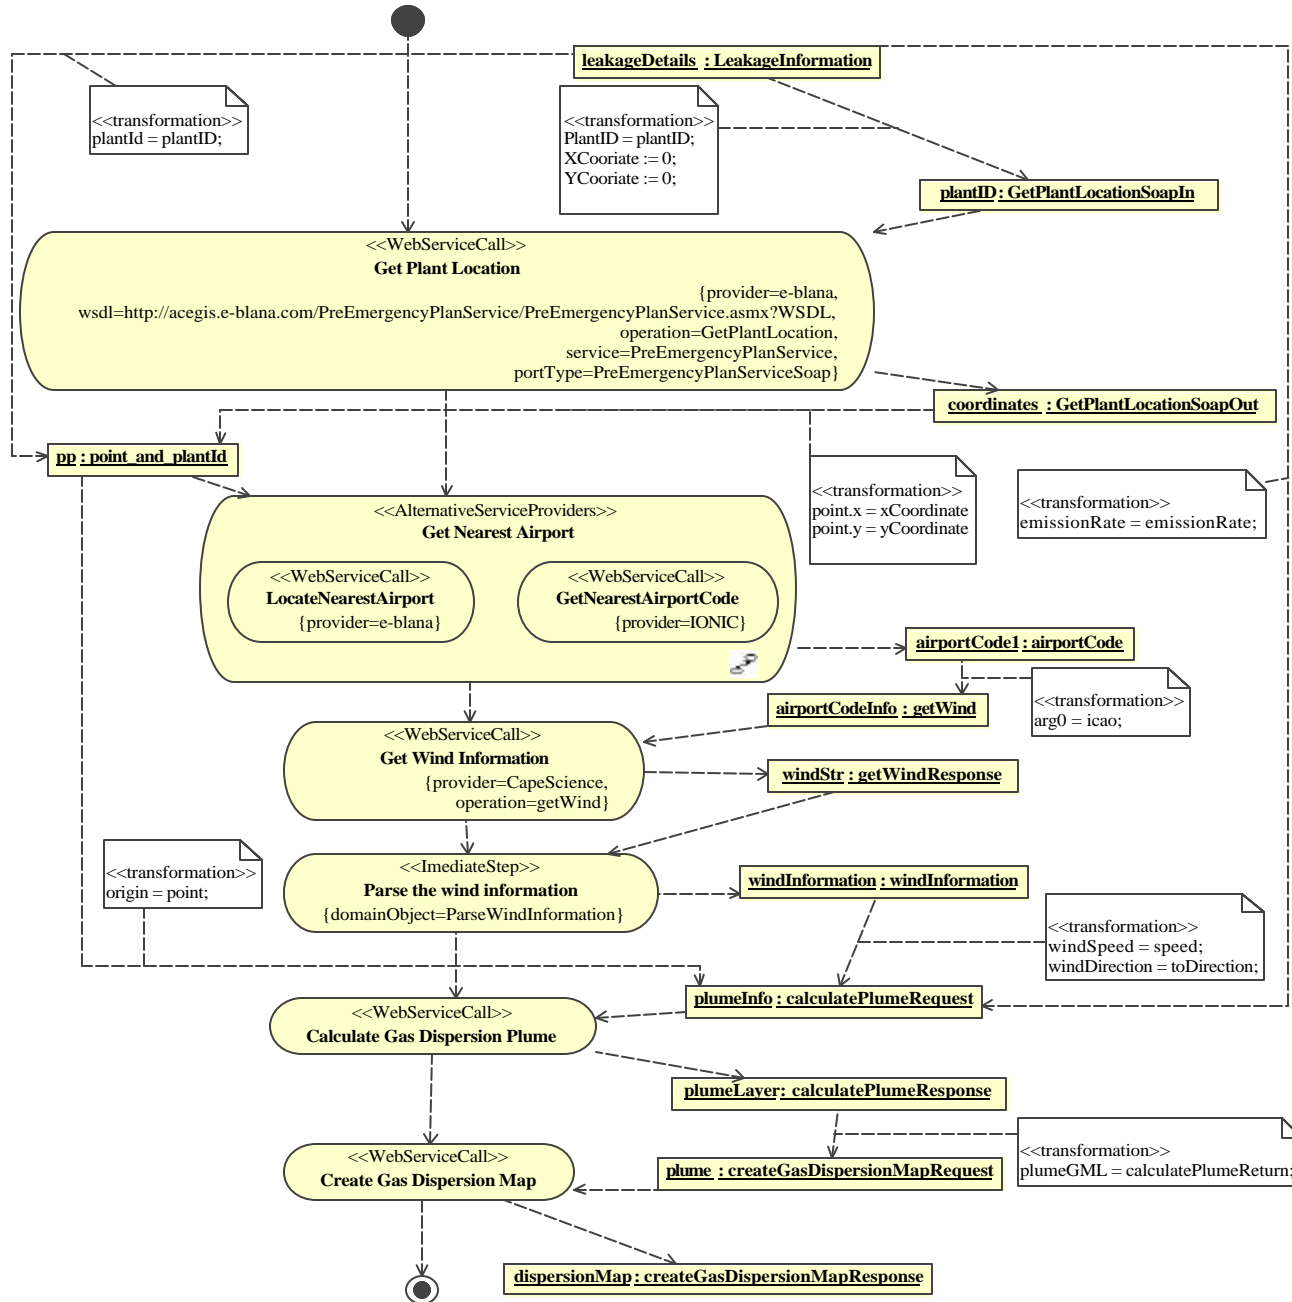 leakageDetails : LeakageInformation
<<transformation>>
plantId = plantID;
<<transformation>>
PlantID = plantID;
XCooriate := 0;
YCooriate := 0;
plantID : GetPlantLocationSoapIn
<<WebServiceCall>>
Get Plant Location
{provider=e-blana,
wsdl=http://acegis.e-blana.com/PreEmergencyPlanService/PreEmergencyPlanService.asmx?WSDL,
operation=GetPlantLocation,
service=PreEmergencyPlanService,
portType=PreEmergencyPlanServiceSoap}
coordinates : GetPlantLocationSoapOut
pp : point_and_plantId
<<transformation>>
point.x = xCoordinate
point.y = yCoordinate
<<transformation>>
emissionRate = emissionRate;
<<AlternativeServiceProviders>>
Get Nearest Airport
<<WebServiceCall>>
LocateNearestAirport
{provider=e-blana}
<<WebServiceCall>>
GetNearestAirportCode
{provider=IONIC}
airportCode1 : airportCode
<<transformation>>
arg0 = icao;
airportCodeInfo : getWind
<<WebServiceCall>>
Get Wind Information
{provider=CapeScience,
operation=getWind}
windStr : getWindResponse
<<transformation>>
origin = point;
<<ImediateStep>>
Parse the wind information
{domainObject=ParseWindInformation}
windInformation : windInformation
<<transformation>>
windSpeed = speed;
windDirection = toDirection;
plumeInfo : calculatePlumeRequest
<<WebServiceCall>>
Calculate Gas Dispersion Plume
plumeLayer: calculatePlumeResponse
<<transformation>>
plumeGML = calculatePlumeReturn;
<<WebServiceCall>>
Create Gas Dispersion Map
plume : createGasDispersionMapRequest
dispersionMap : createGasDispersionMapResponse